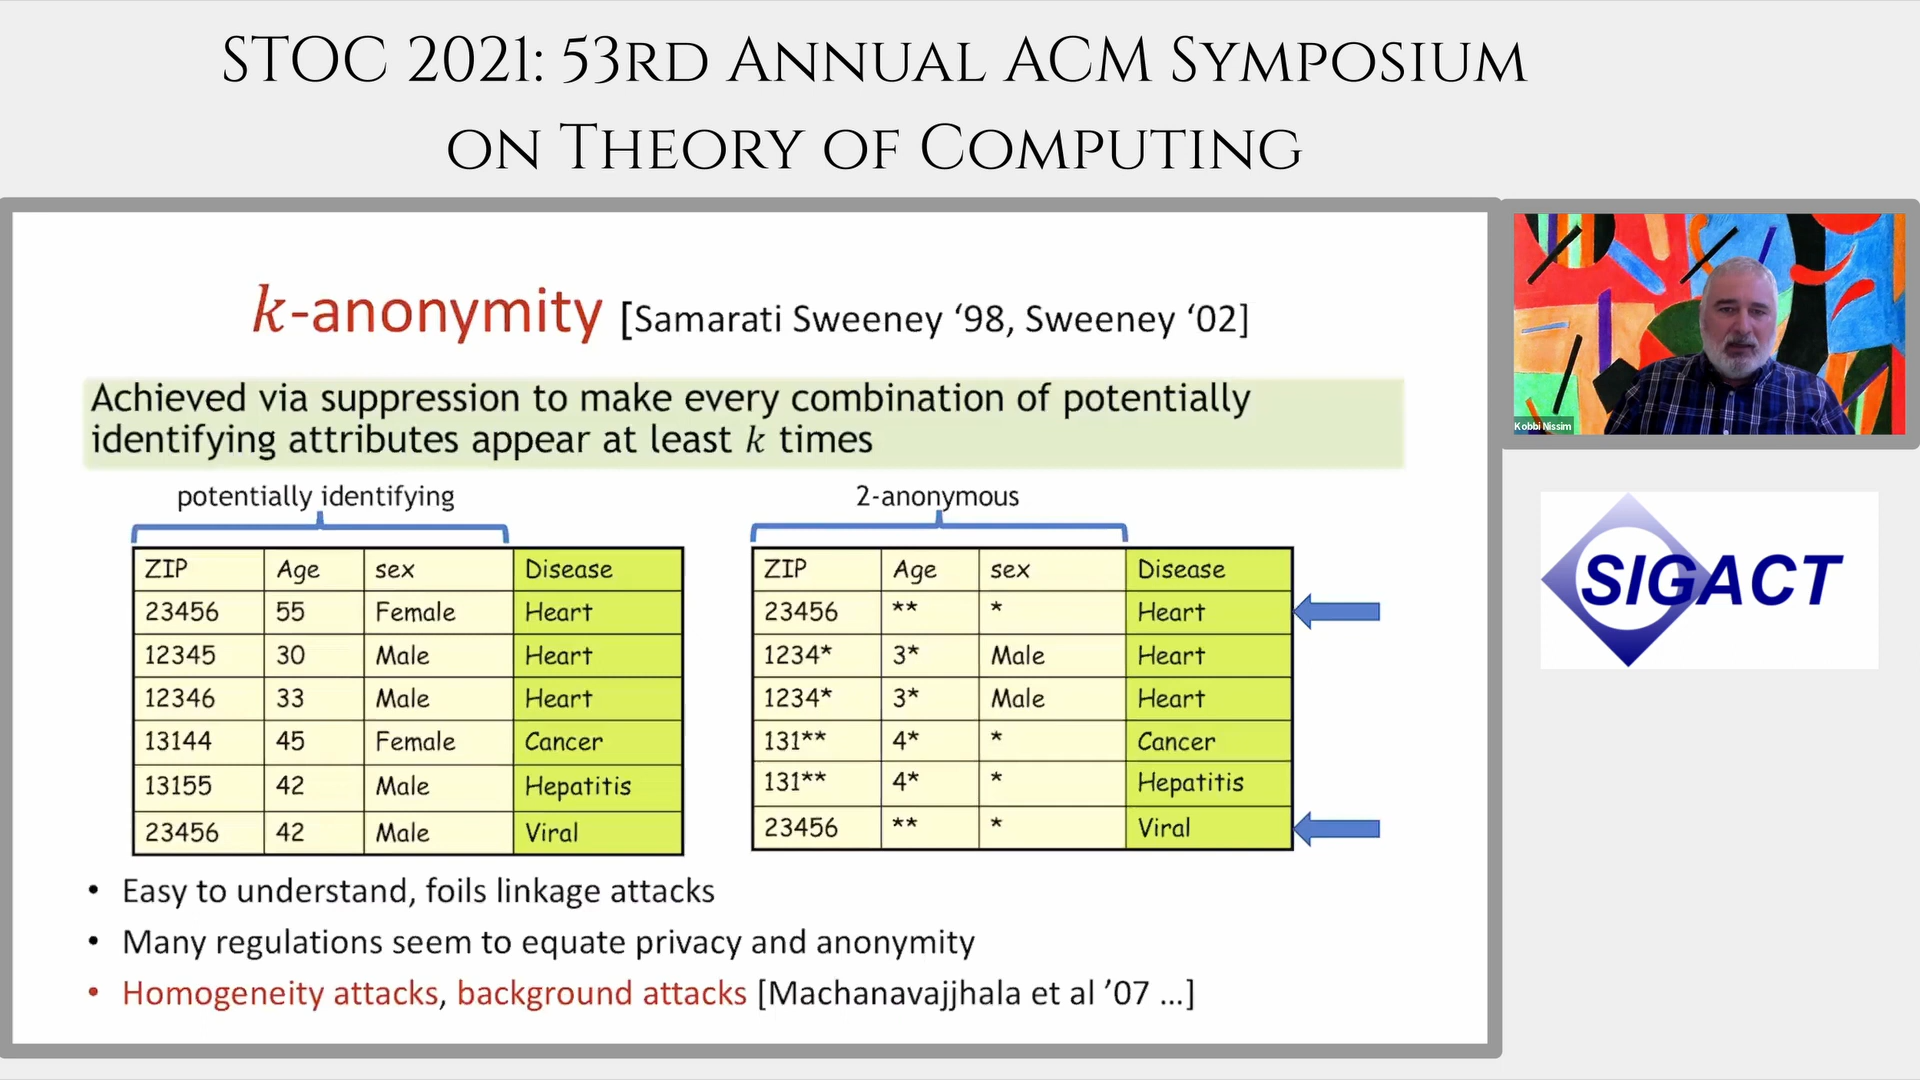 STOC 2021: 53rd Annual ACM Symposium
on Theory of Computing
k-anonymity [Samarati Sweeney ‘98, Sweeney ‘02]
Achieved via suppression to make every combination of potentially
identifying attributes appear at least k times
potentially identifying
ZIP Age sex Disease
23456 55 Female Heart
12345 30 Male Heart
12346 33 Male Heart
13144 45 Female Cancer
13155 42 Male Hepatitis
23456 42 Male Viral
2-anonymous
ZIP Age sex Disease
23456 ** * Heart
1234* 3* Male Heart
1234* 3* Male Heart
131** 4* * Cancer
131** 4* * Hepatitis
23456 ** * Viral
• Easy to understand, foils linkage attacks
• Many regulations seem to equate privacy and anonymity
• Homogeneity attacks, background attacks [Machanavajjhala et al ’07 …]
Kobbi Nissim
SIGACT